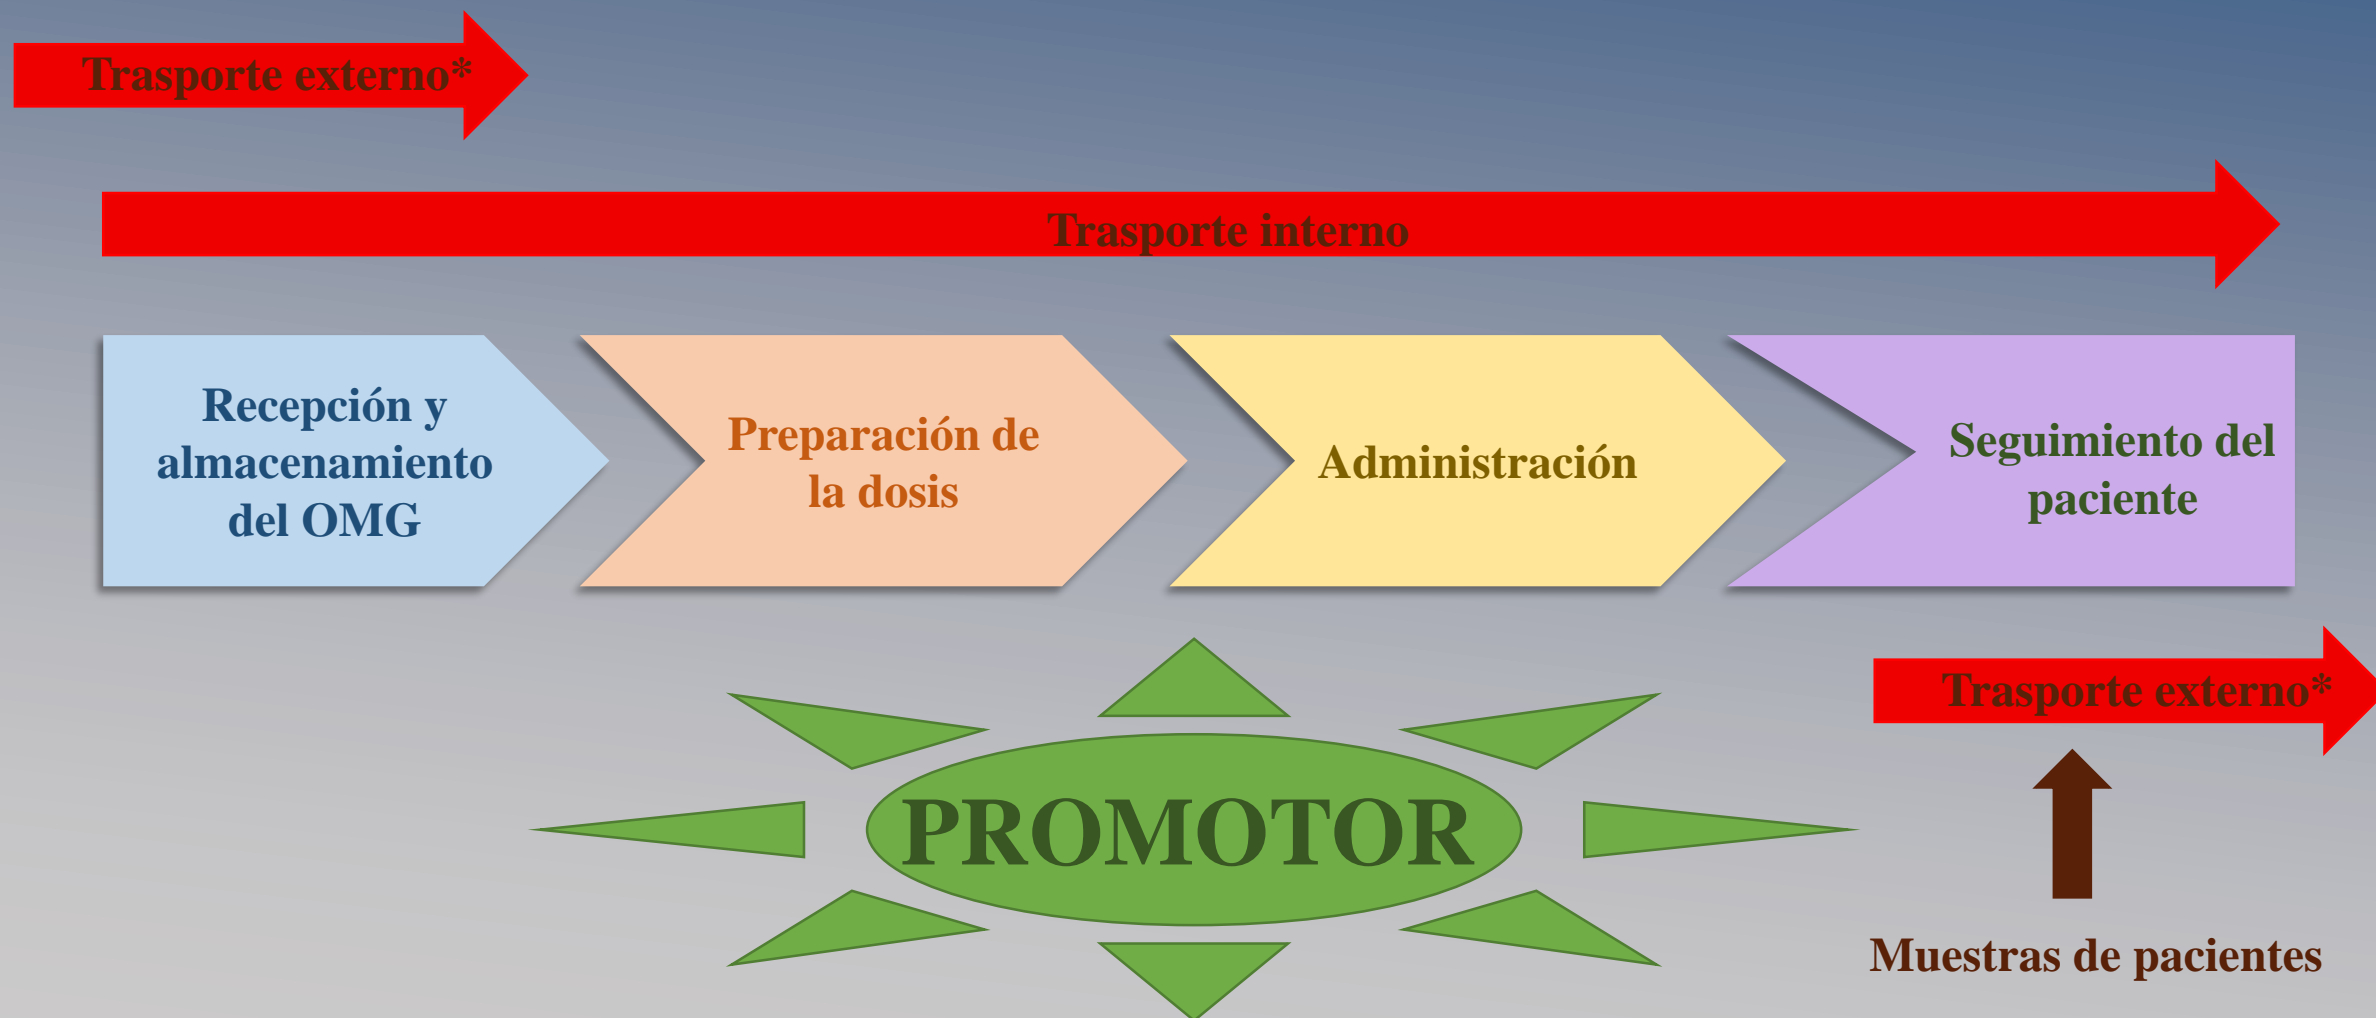 Trasporte externo*
Trasporte interno
Recepción y
almacenamiento
del OMG
Preparación de
la dosis
Administración
Seguimiento del
paciente
Trasporte externo*
PROMOTOR
Muestras de pacientes